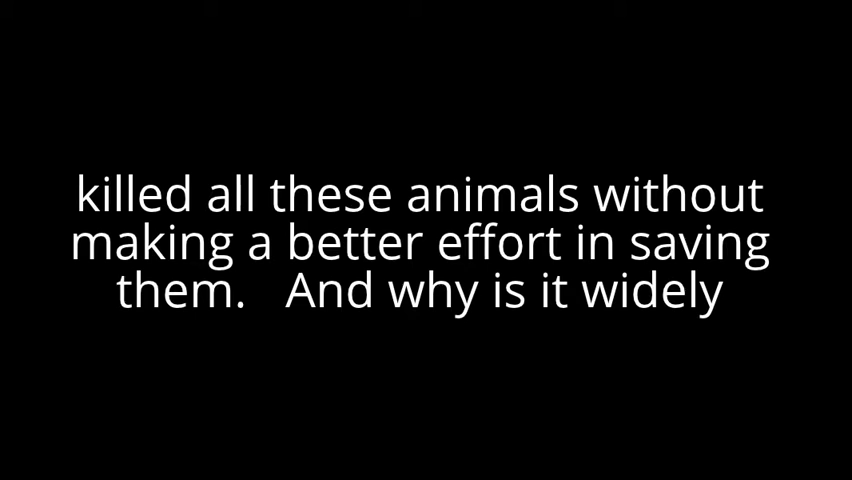 killed all these animals without
making a better effort in saving
them.   And why is it widely